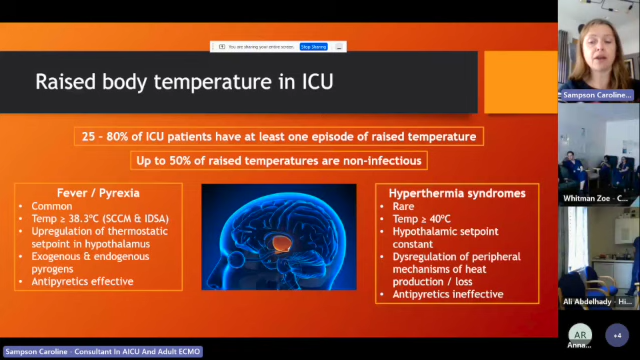 You are sharing your entire screen.
Stop Sharing
Raised body temperature in ICU
25 – 80% of ICU patients have at least one episode of raised temperature
Up to 50% of raised temperatures are non-infectious
Fever / Pyrexia
• Common
• Temp ≥ 38.3ºC (SCCM & IDSA)
• Upregulation of thermostatic
setpoint in hypothalamus
• Exogenous & endogenous
pyrogens
• Antipyretics effective
Hyperthermia syndromes
• Rare
• Temp ≥ 40ºC
• Hypothalamic setpoint
constant
• Dysregulation of peripheral
mechanisms of heat
production / loss
• Antipyretics ineffective
Sampson Caroline - Consultant In AICU And Adult ECMO
Sampson Caroline...
Whitman Zoe - C...
Ali Abdelhady - Hi...
AR
Anna...
+4